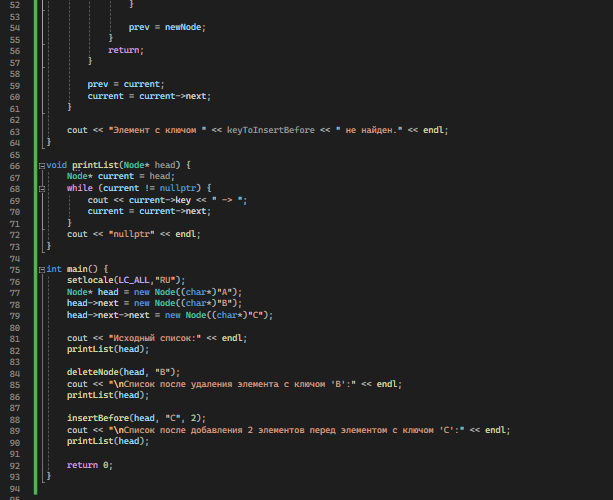 52 }
53
54 prev = newNode;
55 }
56 return;
57 }
58
59 prev = current;
60 current = current->next;
61 }
62
63 cout << "Элемент с ключом " << keyToInsertBefore << " не найден." << endl;
64 }
65
66 void printList(Node* head) {
67 Node* current = head;
68 while (current != nullptr) {
69 cout << current->key << " -> ";
70 current = current->next;
71 }
72 cout << "nullptr" << endl;
73 }
74
75 int main() {
76 setlocale(LC_ALL,"RU");
77 Node* head = new Node((char*)"A");
78 head->next = new Node((char*)"B");
79 head->next->next = new Node((char*)"C");
80
81 cout << "Исходный список:" << endl;
82 printList(head);
83
84 deleteNode(head, "B");
85 cout << "\nСписок после удаления элемента с ключом 'B':" << endl;
86 printList(head);
87
88 insertBefore(head, "C", 2);
89 cout << "\nСписок после добавления 2 элементов перед элементом с ключом 'C':" << endl;
90 printList(head);
91
92 return 0;
93 }
94
95